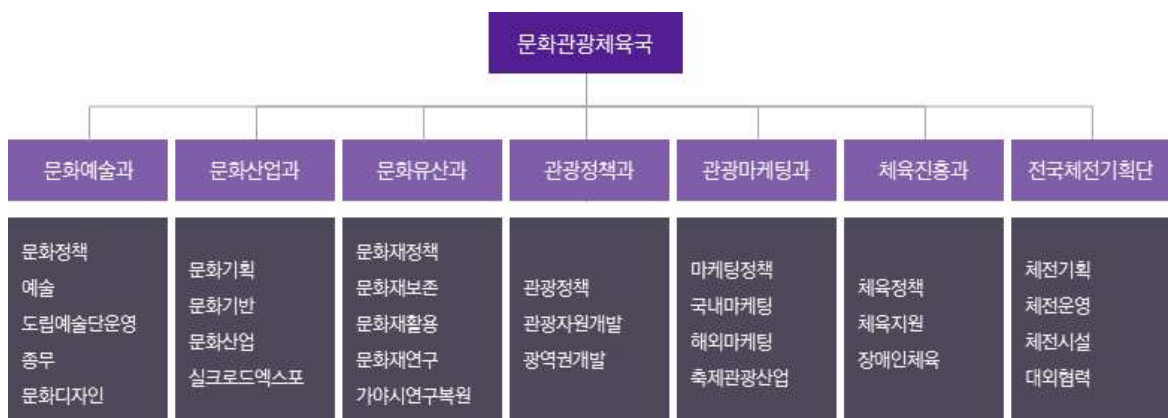 문화관광체육국
문화예술과
문화산업과
문화유산과
관광정책과
관광마케팅과
체육진흥과
전국체전기획단
문화정책
예술
도립예술단운영
종무
문화디자인
문화기획
문화기반
문화산업
실크로드엑스포
문화재정책
문화재보존
문화재활용
문화재연구
가야사연구복원
관광정책
관광자원개발
광역권개발
마케팅정책
국내마케팅
해외마케팅
축제관광산업
체육정책
체육지원
장애인체육
체전기획
체전운영
체전시설
대외협력